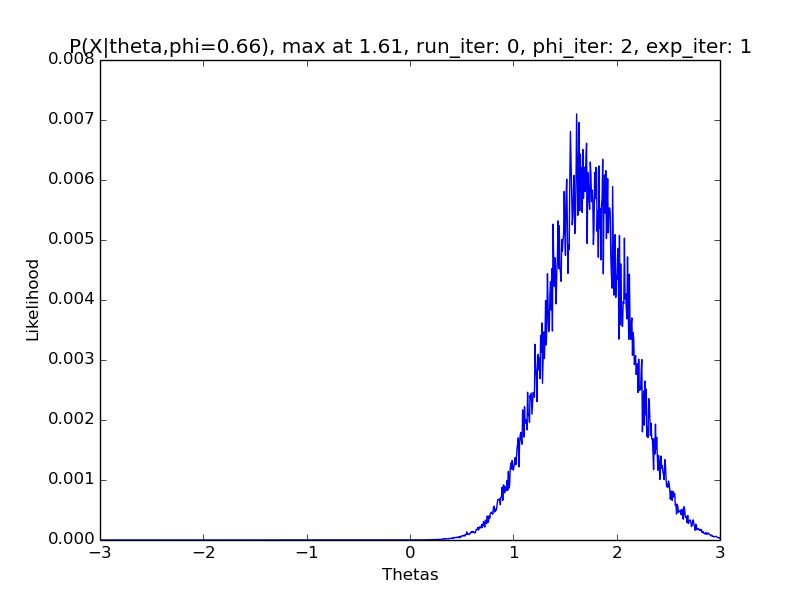 P(X|theta,phi=0.66), max at 1.61, run_iter: 0, phi_iter: 2, exp_iter: 1
0.008
0.007
0.006
0.005
0.004
0.003
0.002
0.001
0.000
Likelihood
−3 −2 −1 0 1 2 3
Thetas